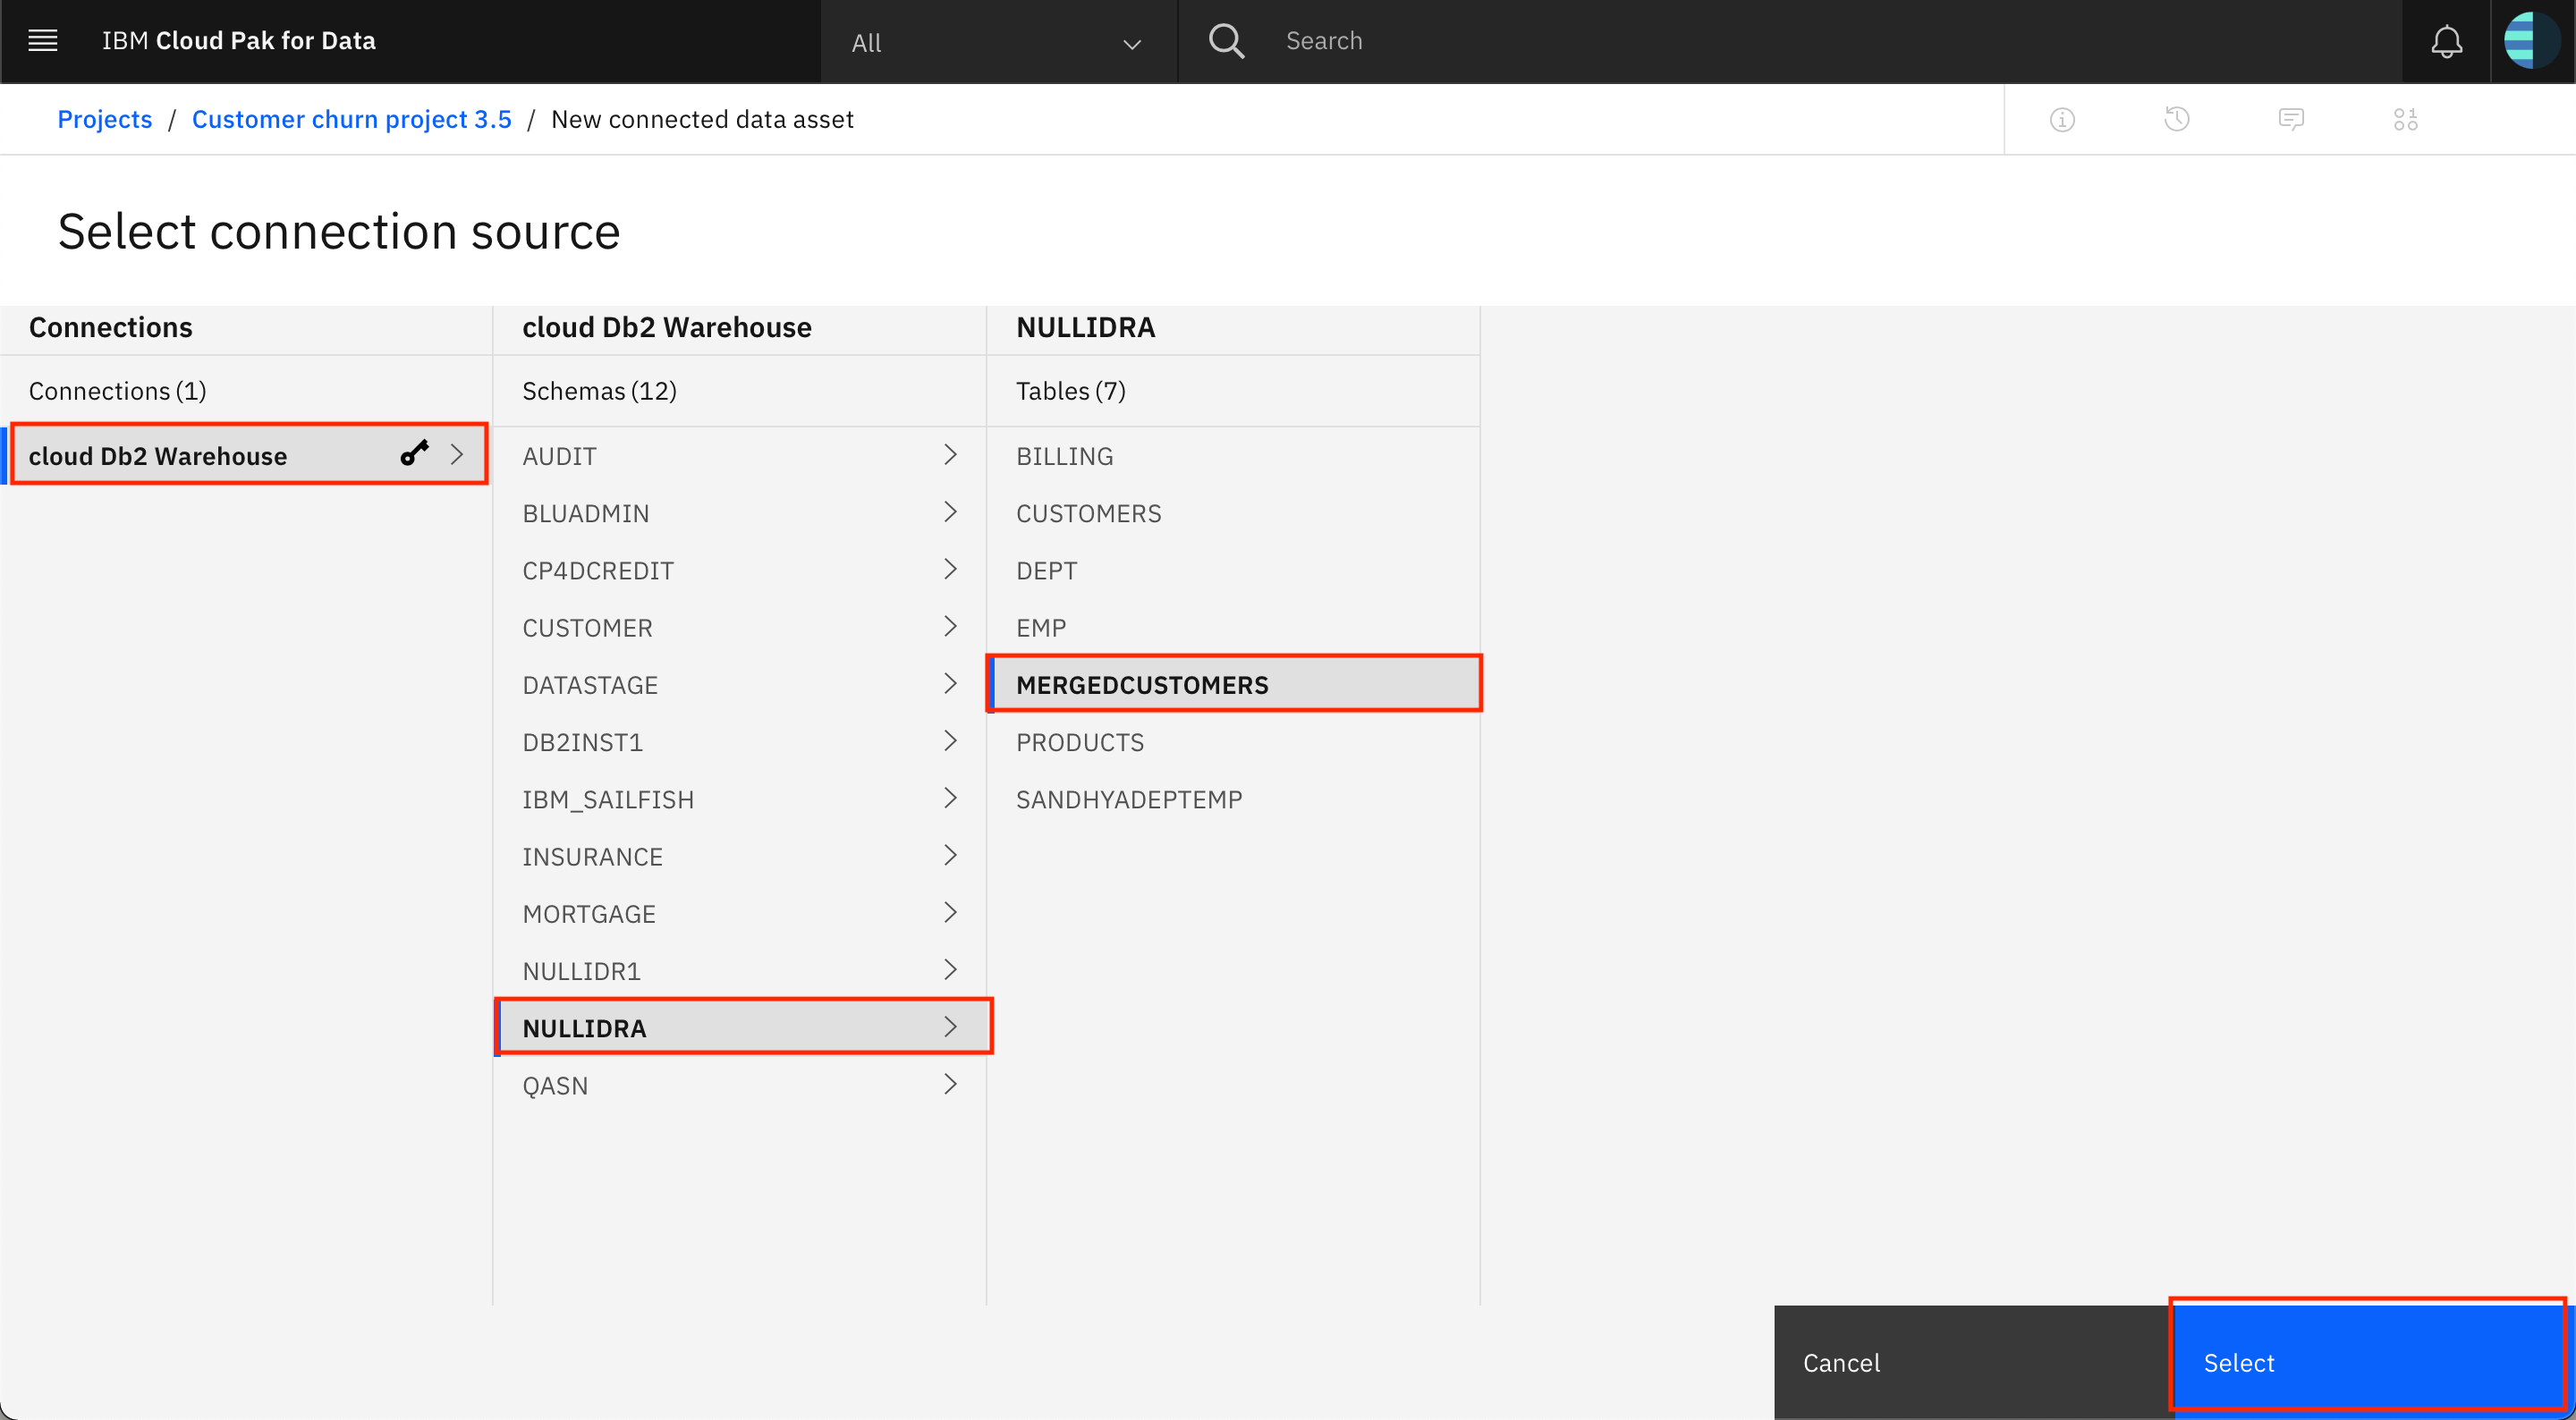 IBM Cloud Pak for Data
All
Search
Projects / Customer churn project 3.5 / New connected data asset
Select connection source
Connections
Connections (1)
cloud Db2 Warehouse
cloud Db2 Warehouse
Schemas (12)
AUDIT
BLUADMIN
CP4DCREDIT
CUSTOMER
DATASTAGE
DB2INST1
IBM_SAILFISH
INSURANCE
MORTGAGE
NULLIDR1
NULLIDRA
QASN
NULLIDRA
Tables (7)
BILLING
CUSTOMERS
DEPT
EMP
MERGEDCUSTOMERS
PRODUCTS
SANDHYADEPTEMP
Cancel
Select